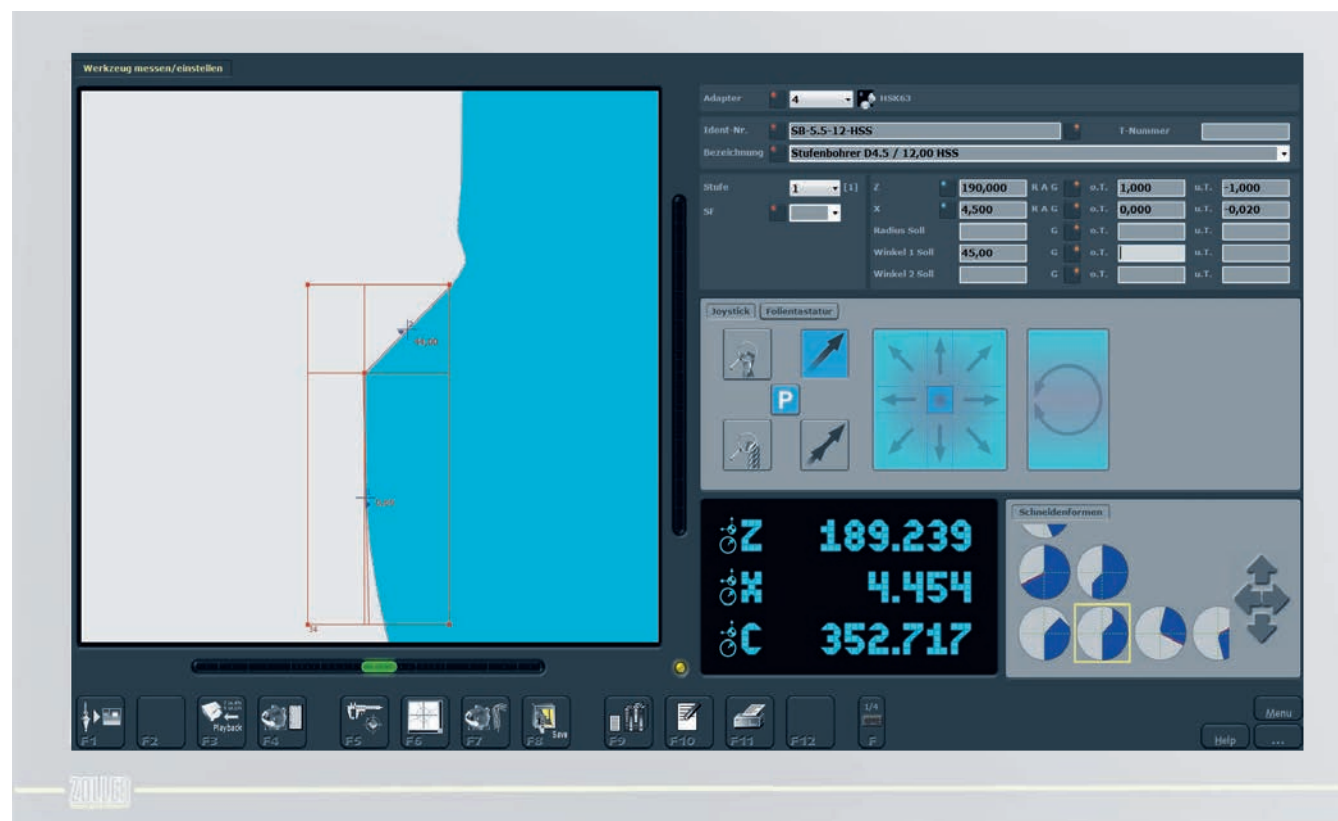 Werkzeug messen/einstellen
Adapter 4 HSK63
Ident-Nr. SB-5.5-12-HSS T-Nummer
Bezeichnung Stufenbohrer D4.5 / 12,00 HSS
Stufe 1 [1] Z 190,000 R A G o.T. 1,000 u.T. -1,000
SF X 4,500 R A G o.T. 0,000 u.T. -0,020
Radius Soll G o.T. u.T.
Winkel 1 Soll 45,00 G o.T. u.T.
Winkel 2 Soll G o.T. u.T.
Joystick Folientastatur
P
Z 189.239
X 4.454
C 352.717
Schneidenformen
34
F1 F2 Playback F3 F4 F5 F6 F7 Save F8 F9 F10 F11 F12 1/4 F
Menu
Help ...
ZOLLER